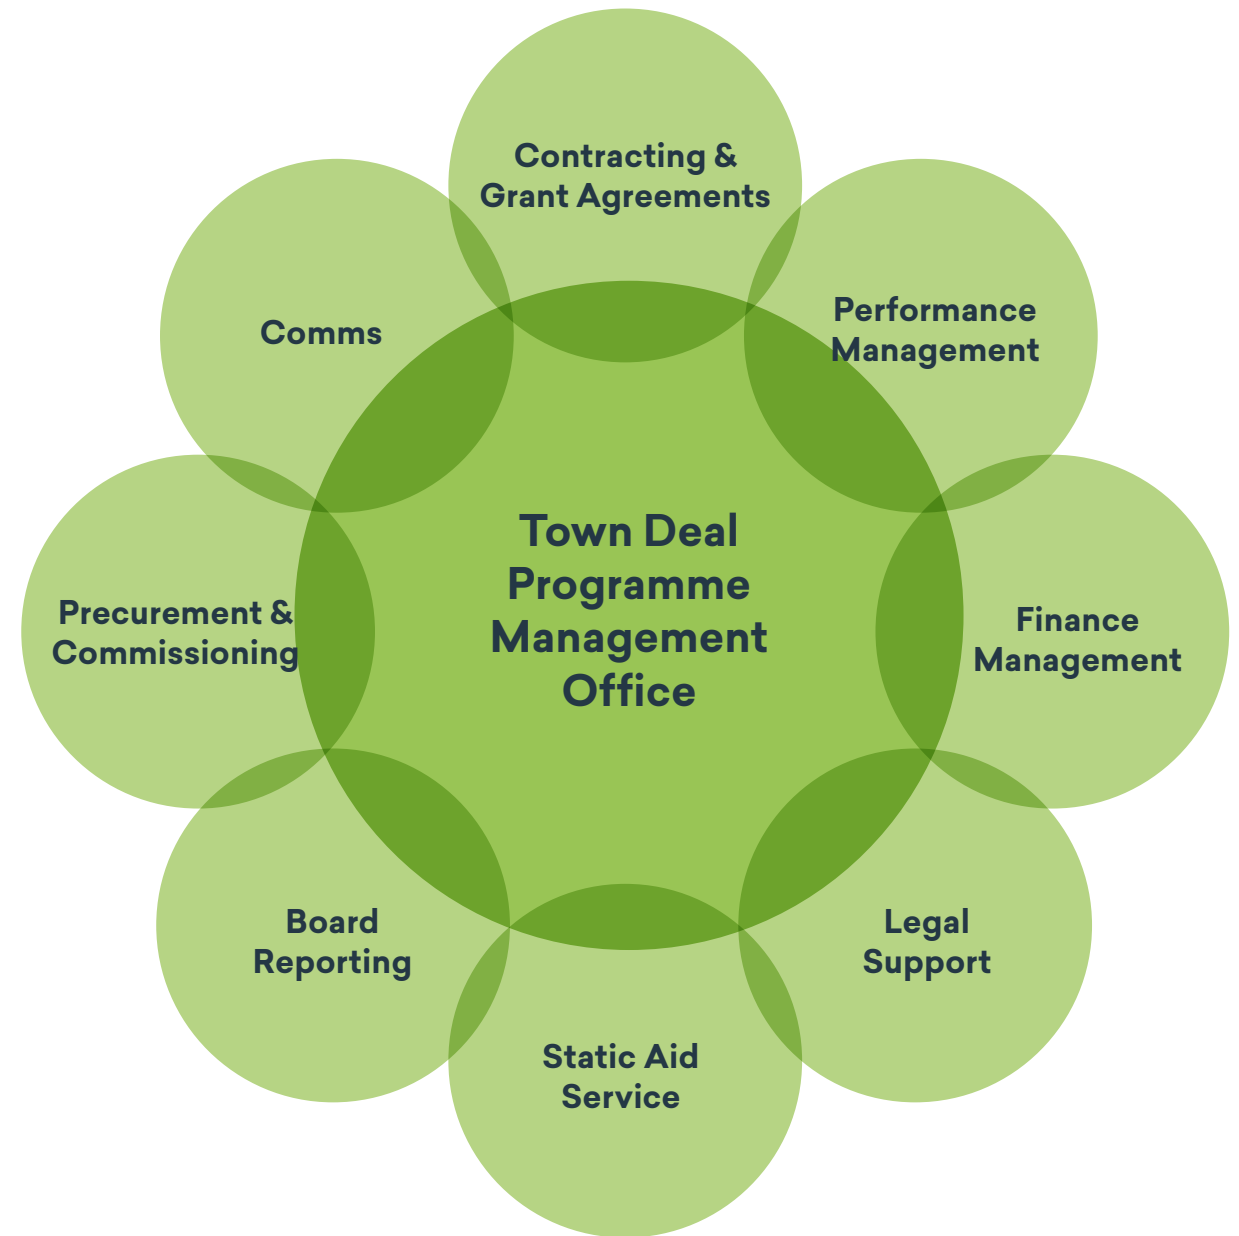 Contracting &
Grant Agreements
Performance
Management
Comms
Town Deal
Programme
Management
Office
Precurement &
Commissioning
Finance
Management
Board
Reporting
Legal
Support
Static Aid
Service